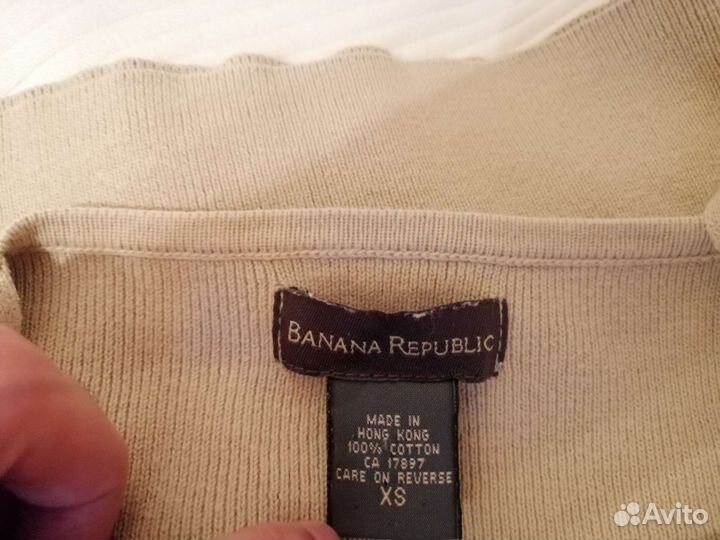 BANANA REPUBLIC
MADE IN
HONG KONG
100% COTTON
CA 17897
CARE ON REVERSE
XS
Avito